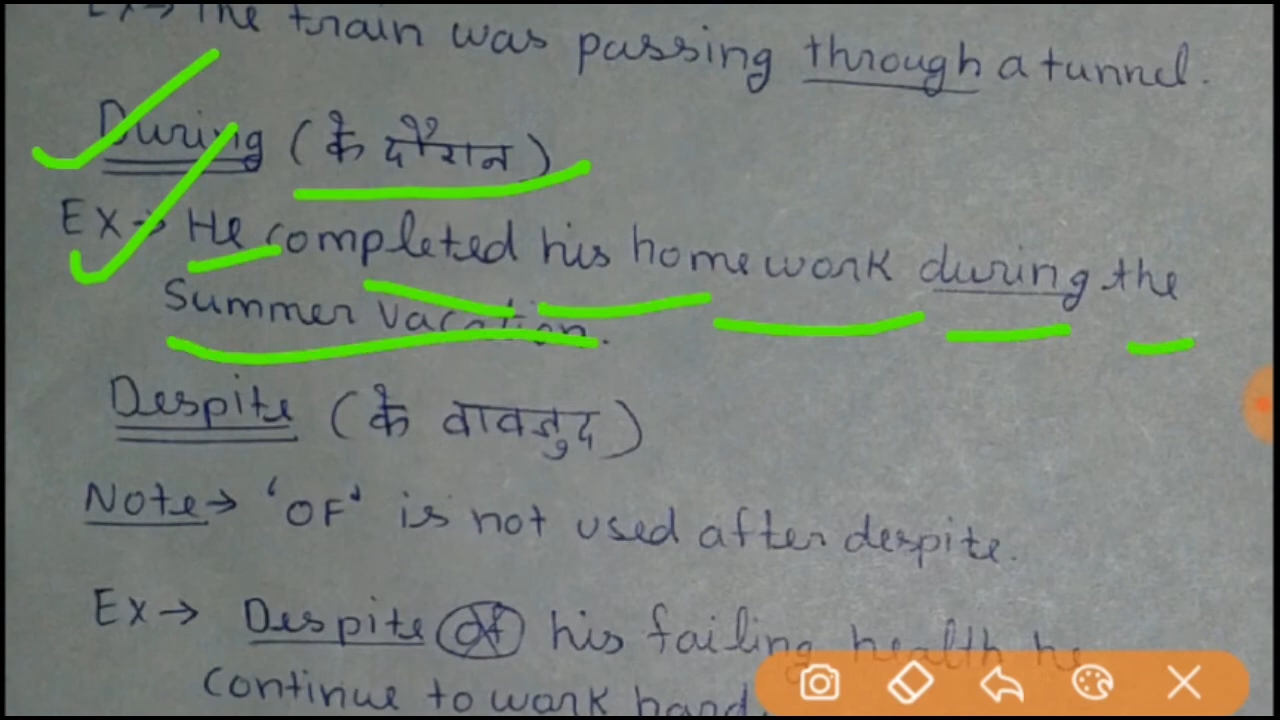 Ex→ The train was passing through a tunnel.
During (के दौरान)
Ex→ He completed his homework during the
Summer vacation.
Despite (के वावजुद)
Note→ 'OF' is not used after despite.
Ex→ Despite of his failing health he
continue to work hard.